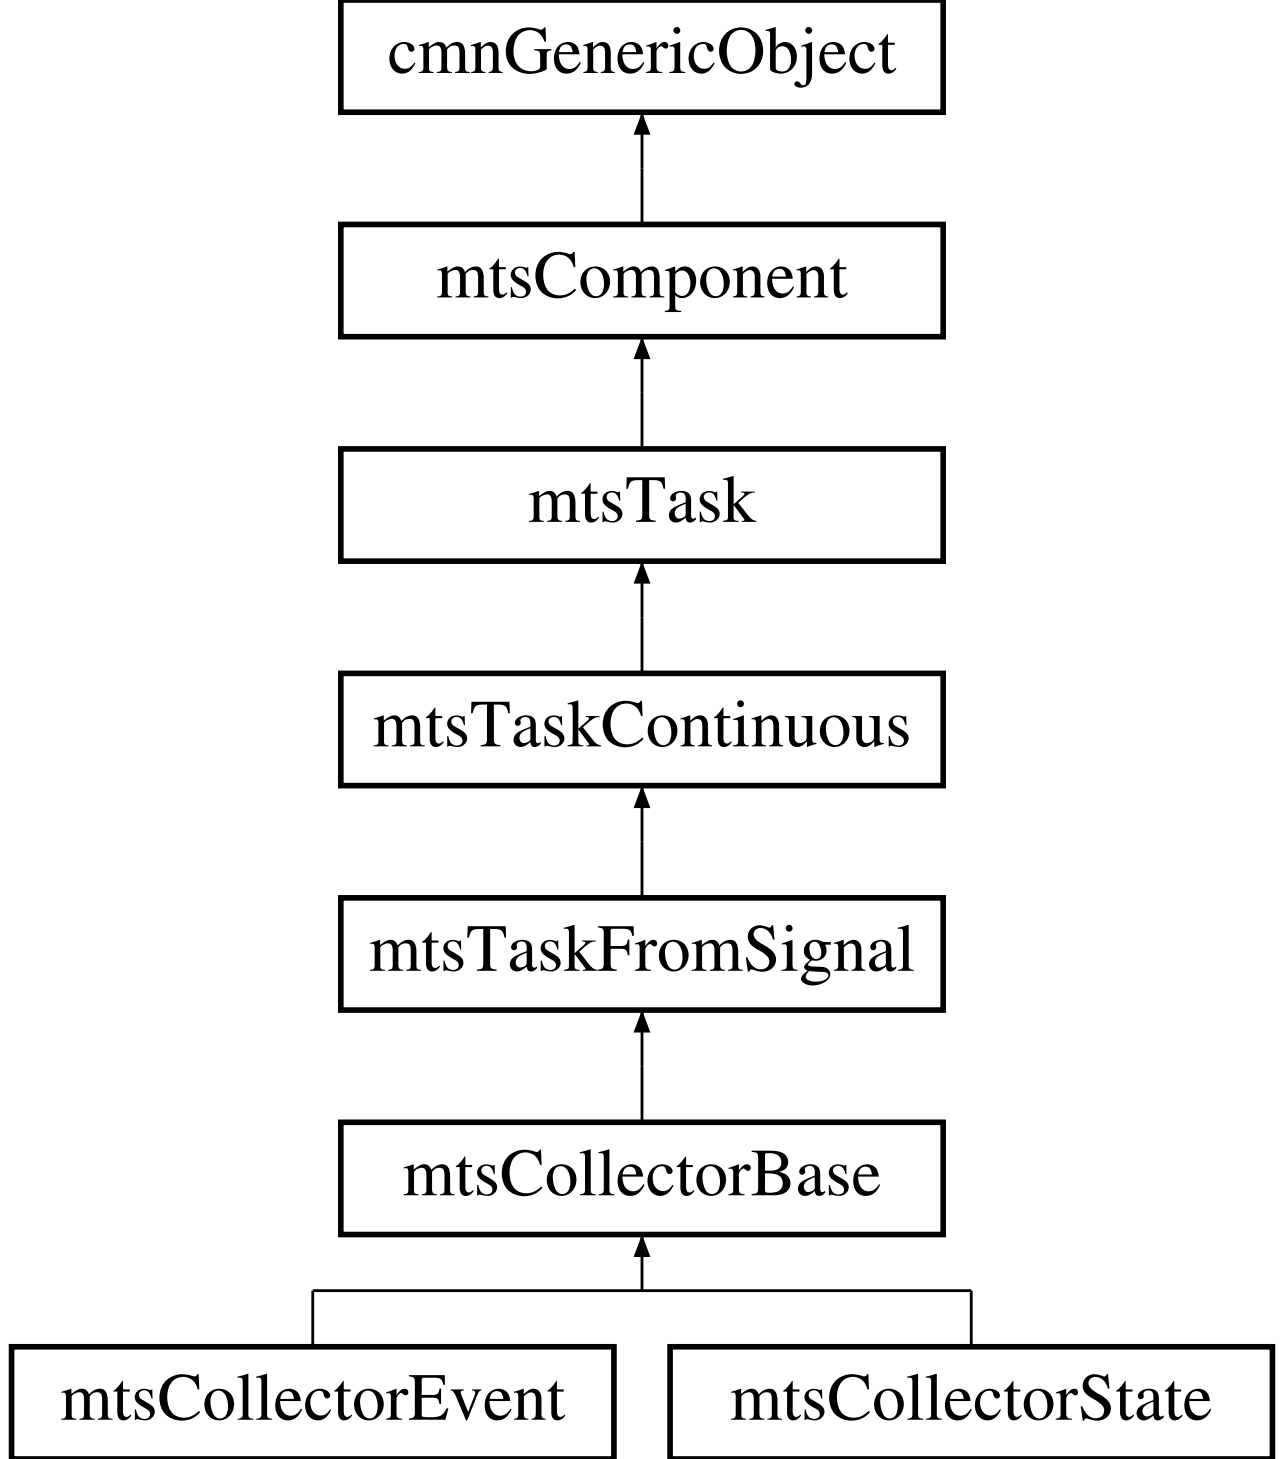 cmnGenericObject
mtsComponent
mtsTask
mtsTaskContinuous
mtsTaskFromSignal
mtsCollectorBase
mtsCollectorEvent
mtsCollectorState